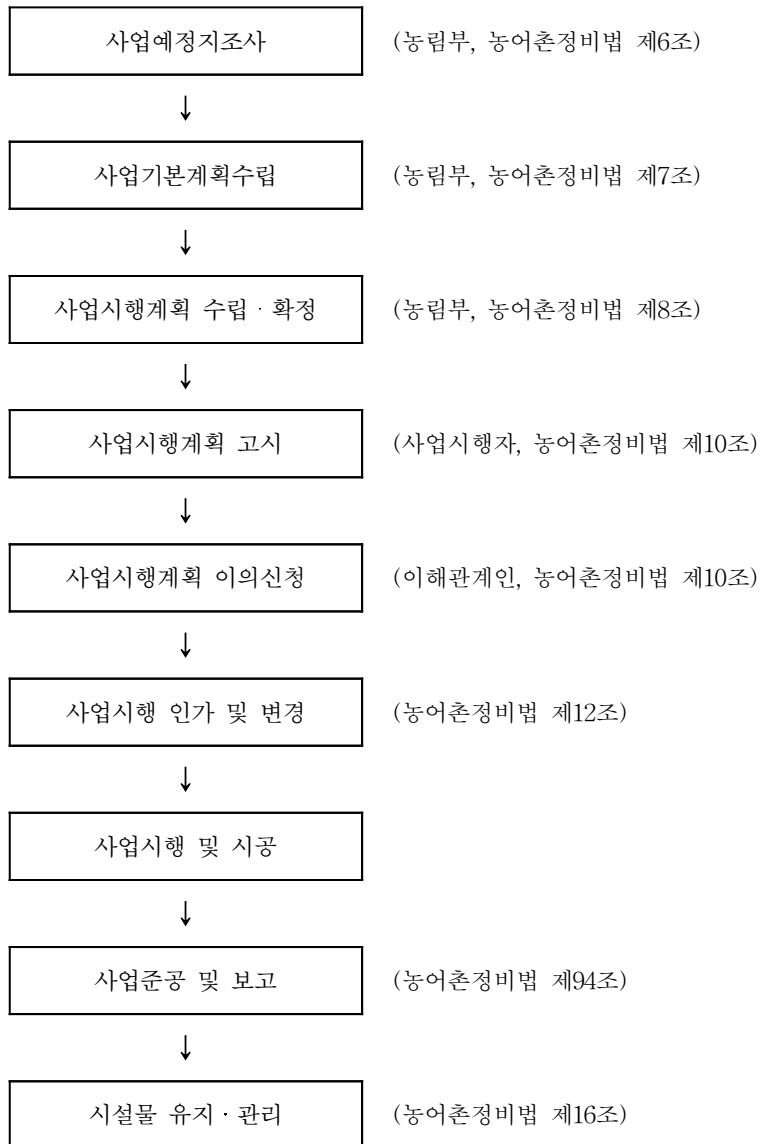 사업예정지조사 (농림부, 농어촌정비법 제6조)
↓
사업기본계획수립 (농림부, 농어촌정비법 제7조)
↓
사업시행계획 수립·확정 (농림부, 농어촌정비법 제8조)
↓
사업시행계획 고시 (사업시행자, 농어촌정비법 제10조)
↓
사업시행계획 이의신청 (이해관계인, 농어촌정비법 제10조)
↓
사업시행 인가 및 변경 (농어촌정비법 제12조)
↓
사업시행 및 시공
↓
사업준공 및 보고 (농어촌정비법 제94조)
↓
시설물 유지·관리 (농어촌정비법 제16조)